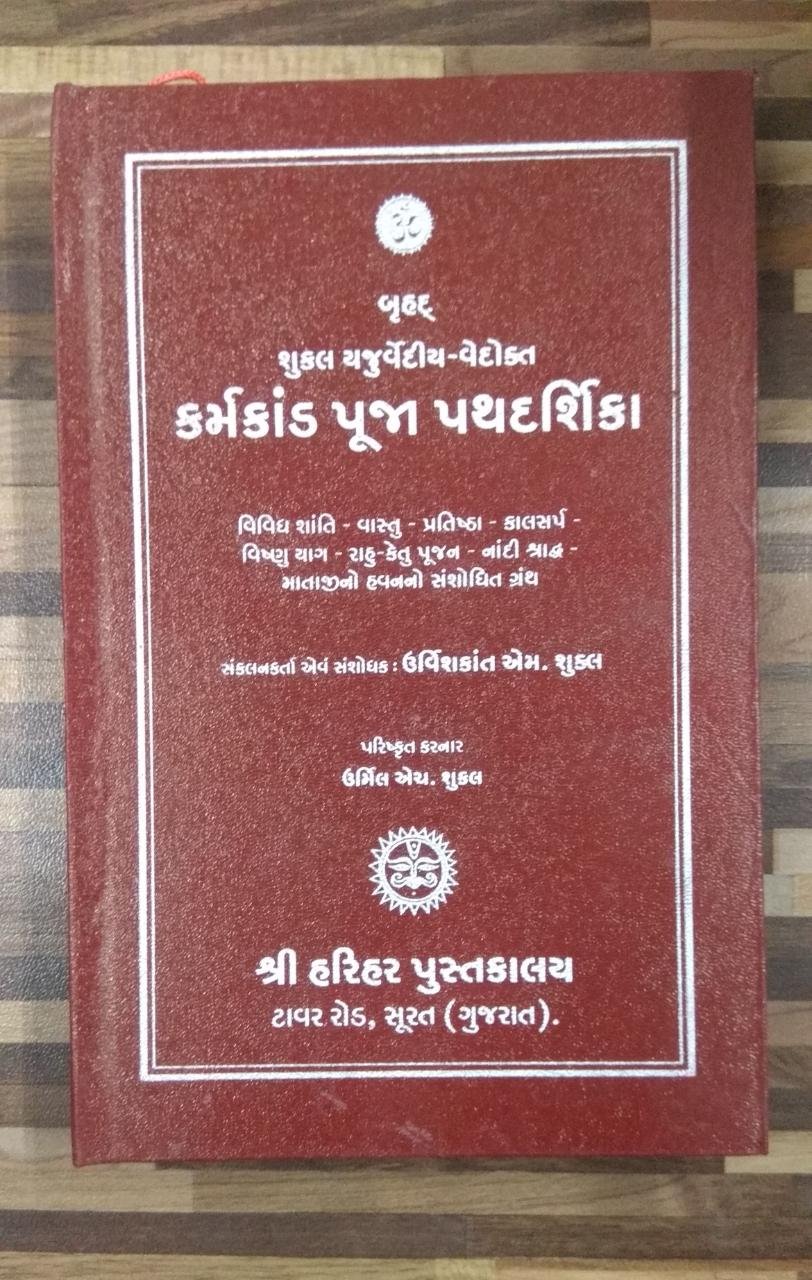 ૐ
બૃહદ્
શુકલ યજુર્વેદીય-વેદોક્ત
કર્મકાંડ પૂજા પથદર્શિકા
વિવિધ શાંતિ - વાસ્તુ - પ્રતિષ્ઠા - કાલસર્પ -
વિષ્ણુ યાગ - રાહુ-કેતુ પૂજન - નાંદી શ્રાદ્ધ -
માતાજીનો હવનનો સંશોધિત ગ્રંથ
સંકલનકર્તા એવં સંશોધક : ઉર્વિશકાંત એમ. શુક્લ
પરિષ્કૃત કરનાર
ઉર્મિલ એચ. શુકલ
શ્રી હરિહર પુસ્તકાલય
ટાવર રોડ, સૂરત (ગુજરાત).